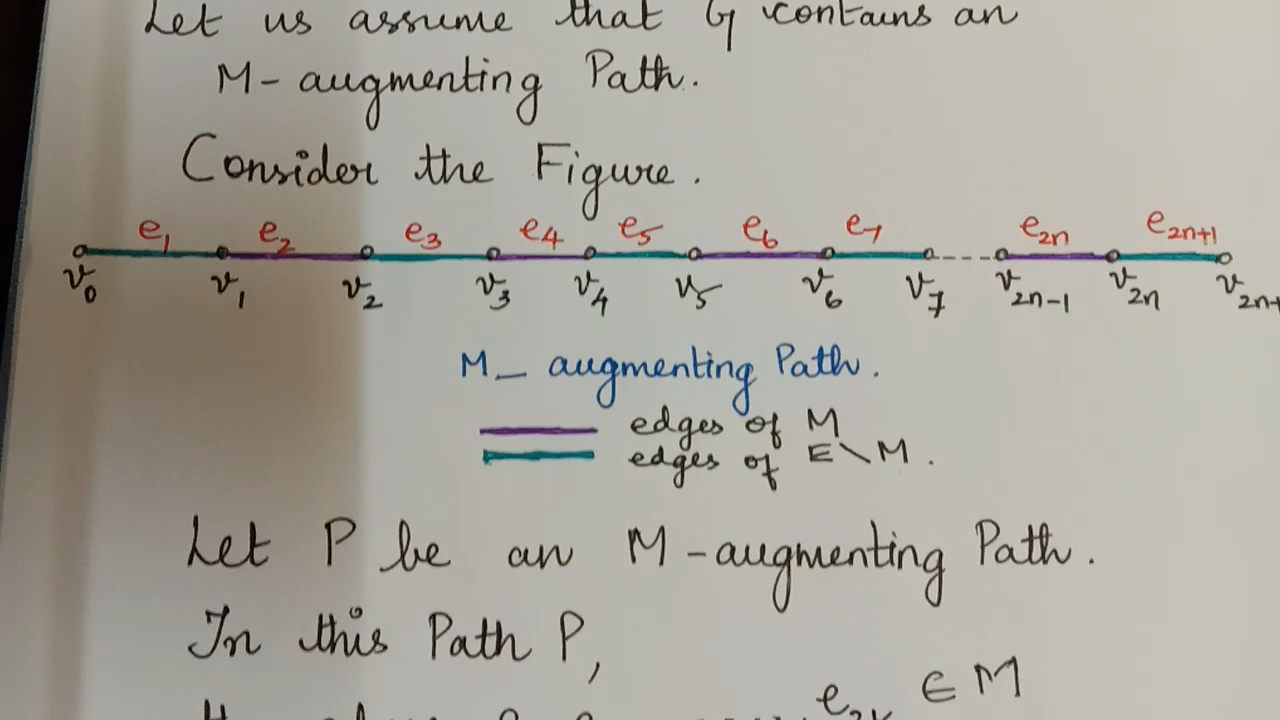 Let us assume that G contains an
M-augmenting Path.
Consider the Figure.
e1 e2 e3 e4 e5 e6 e7 e2n e2n+1
v0 v1 v2 v3 v4 v5 v6 v7 v2n-1 v2n v2n+
M_ augmenting Path.
edges of M
edges of E\M.
Let P be an M-augmenting Path.
In this Path P,
∈ M